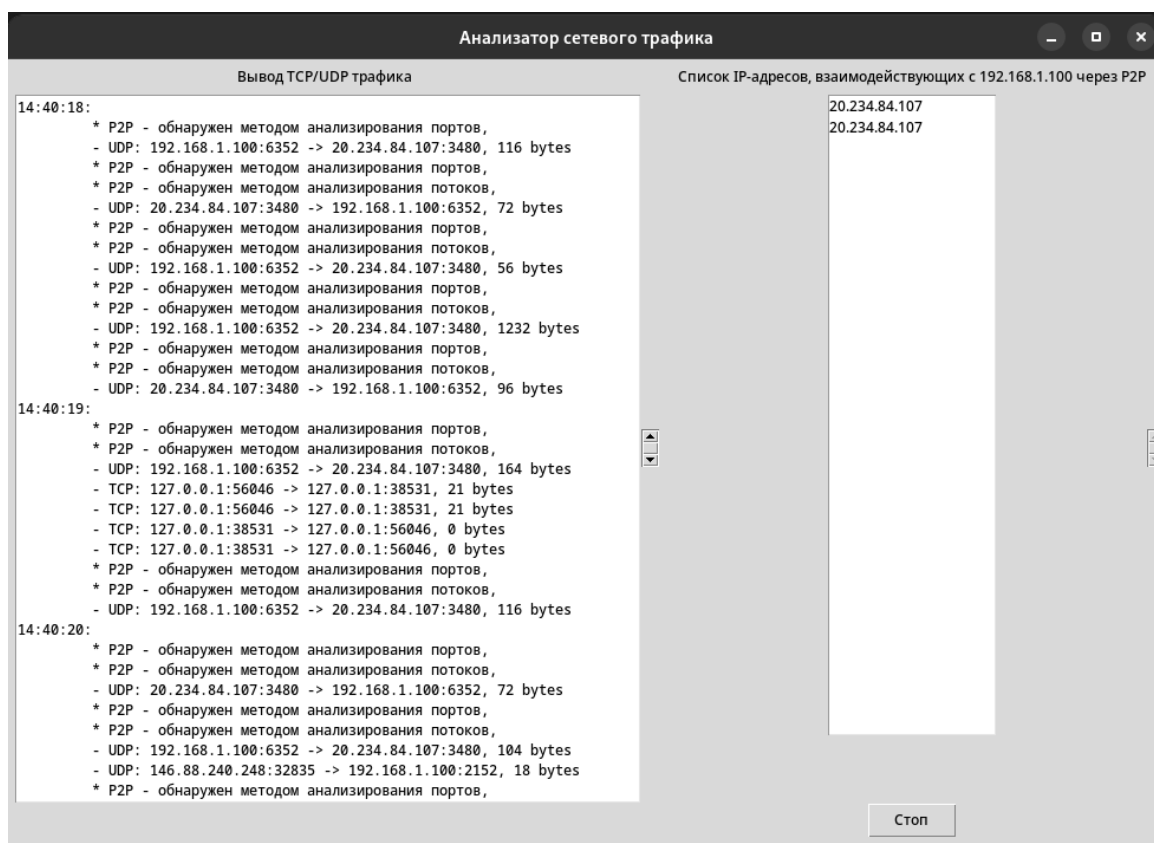 Анализатор сетевого трафика
Вывод TCP/UDP трафика
14:40:18:
* P2P - обнаружен методом анализирования портов,
- UDP: 192.168.1.100:6352 -> 20.234.84.107:3480, 116 bytes
* P2P - обнаружен методом анализирования портов,
* P2P - обнаружен методом анализирования потоков,
- UDP: 20.234.84.107:3480 -> 192.168.1.100:6352, 72 bytes
* P2P - обнаружен методом анализирования портов,
* P2P - обнаружен методом анализирования потоков,
- UDP: 192.168.1.100:6352 -> 20.234.84.107:3480, 56 bytes
* P2P - обнаружен методом анализирования портов,
* P2P - обнаружен методом анализирования потоков,
- UDP: 192.168.1.100:6352 -> 20.234.84.107:3480, 1232 bytes
* P2P - обнаружен методом анализирования портов,
* P2P - обнаружен методом анализирования потоков,
- UDP: 20.234.84.107:3480 -> 192.168.1.100:6352, 96 bytes
14:40:19:
* P2P - обнаружен методом анализирования портов,
* P2P - обнаружен методом анализирования потоков,
- UDP: 192.168.1.100:6352 -> 20.234.84.107:3480, 164 bytes
- TCP: 127.0.0.1:56046 -> 127.0.0.1:38531, 21 bytes
- TCP: 127.0.0.1:56046 -> 127.0.0.1:38531, 21 bytes
- TCP: 127.0.0.1:38531 -> 127.0.0.1:56046, 0 bytes
- TCP: 127.0.0.1:38531 -> 127.0.0.1:56046, 0 bytes
* P2P - обнаружен методом анализирования портов,
* P2P - обнаружен методом анализирования потоков,
- UDP: 192.168.1.100:6352 -> 20.234.84.107:3480, 116 bytes
14:40:20:
* P2P - обнаружен методом анализирования портов,
* P2P - обнаружен методом анализирования потоков,
- UDP: 20.234.84.107:3480 -> 192.168.1.100:6352, 72 bytes
* P2P - обнаружен методом анализирования портов,
* P2P - обнаружен методом анализирования потоков,
- UDP: 192.168.1.100:6352 -> 20.234.84.107:3480, 104 bytes
- UDP: 146.88.240.248:32835 -> 192.168.1.100:2152, 18 bytes
* P2P - обнаружен методом анализирования портов,
Список IP-адресов, взаимодействующих с 192.168.1.100 через P2P
20.234.84.107
20.234.84.107
Стоп